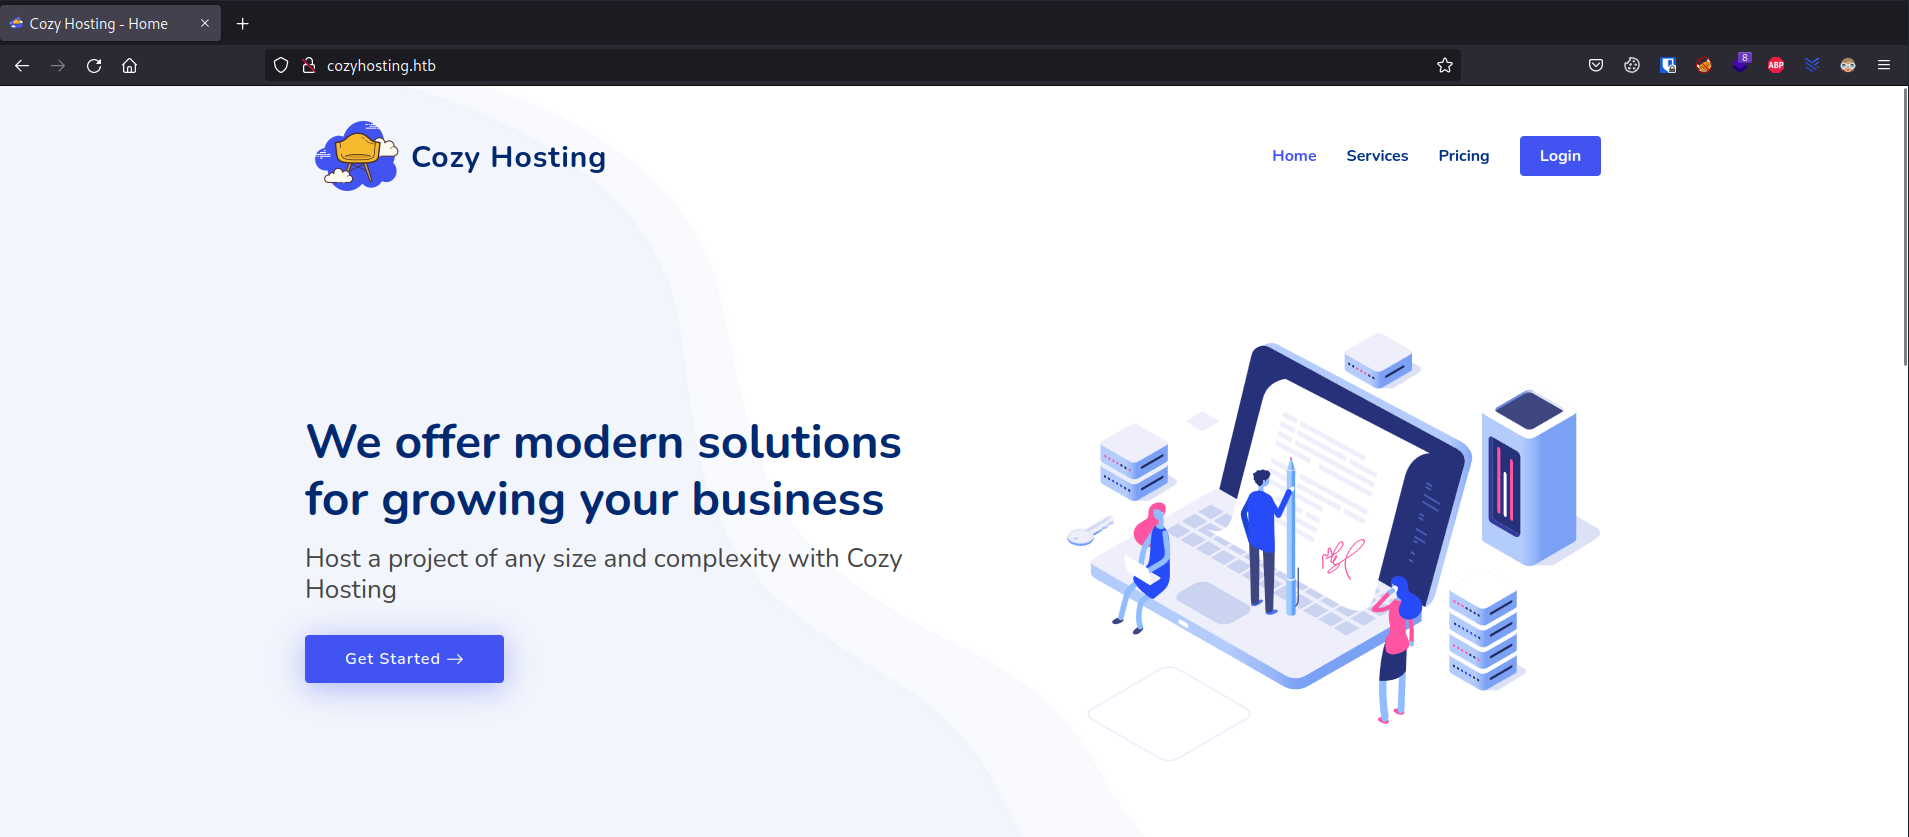 Cozy Hosting - Home
cozyhosting.htb
8
ABP
Cozy Hosting
Home
Services
Pricing
Login
We offer modern solutions
for growing your business
Host a project of any size and complexity with Cozy
Hosting
Get Started →